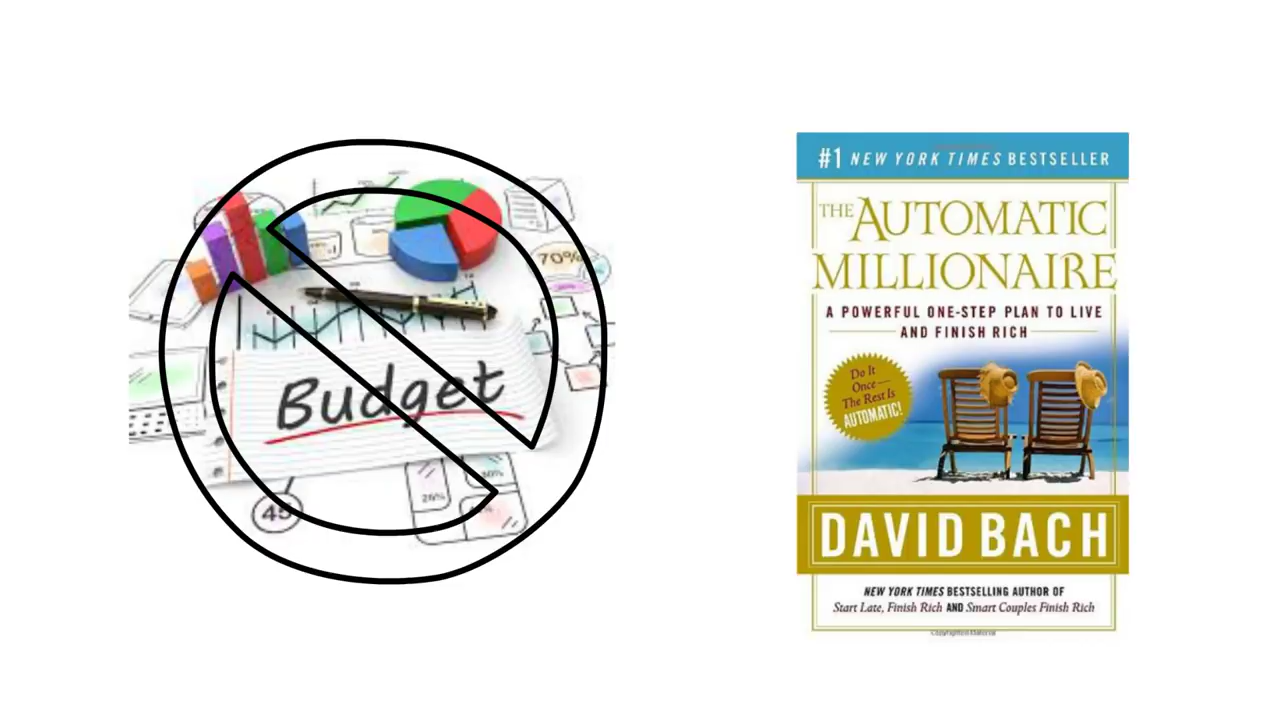 70%
Budget
45
26%
#1 NEW YORK TIMES BESTSELLER
THE AUTOMATIC
MILLIONAIRE
A POWERFUL ONE-STEP PLAN TO LIVE
AND FINISH RICH
Do It
Once—
The Rest Is
AUTOMATIC!
DAVID BACH
NEW YORK TIMES BESTSELLING AUTHOR OF
Start Late, Finish Rich AND Smart Couples Finish Rich
Copyrighted Material